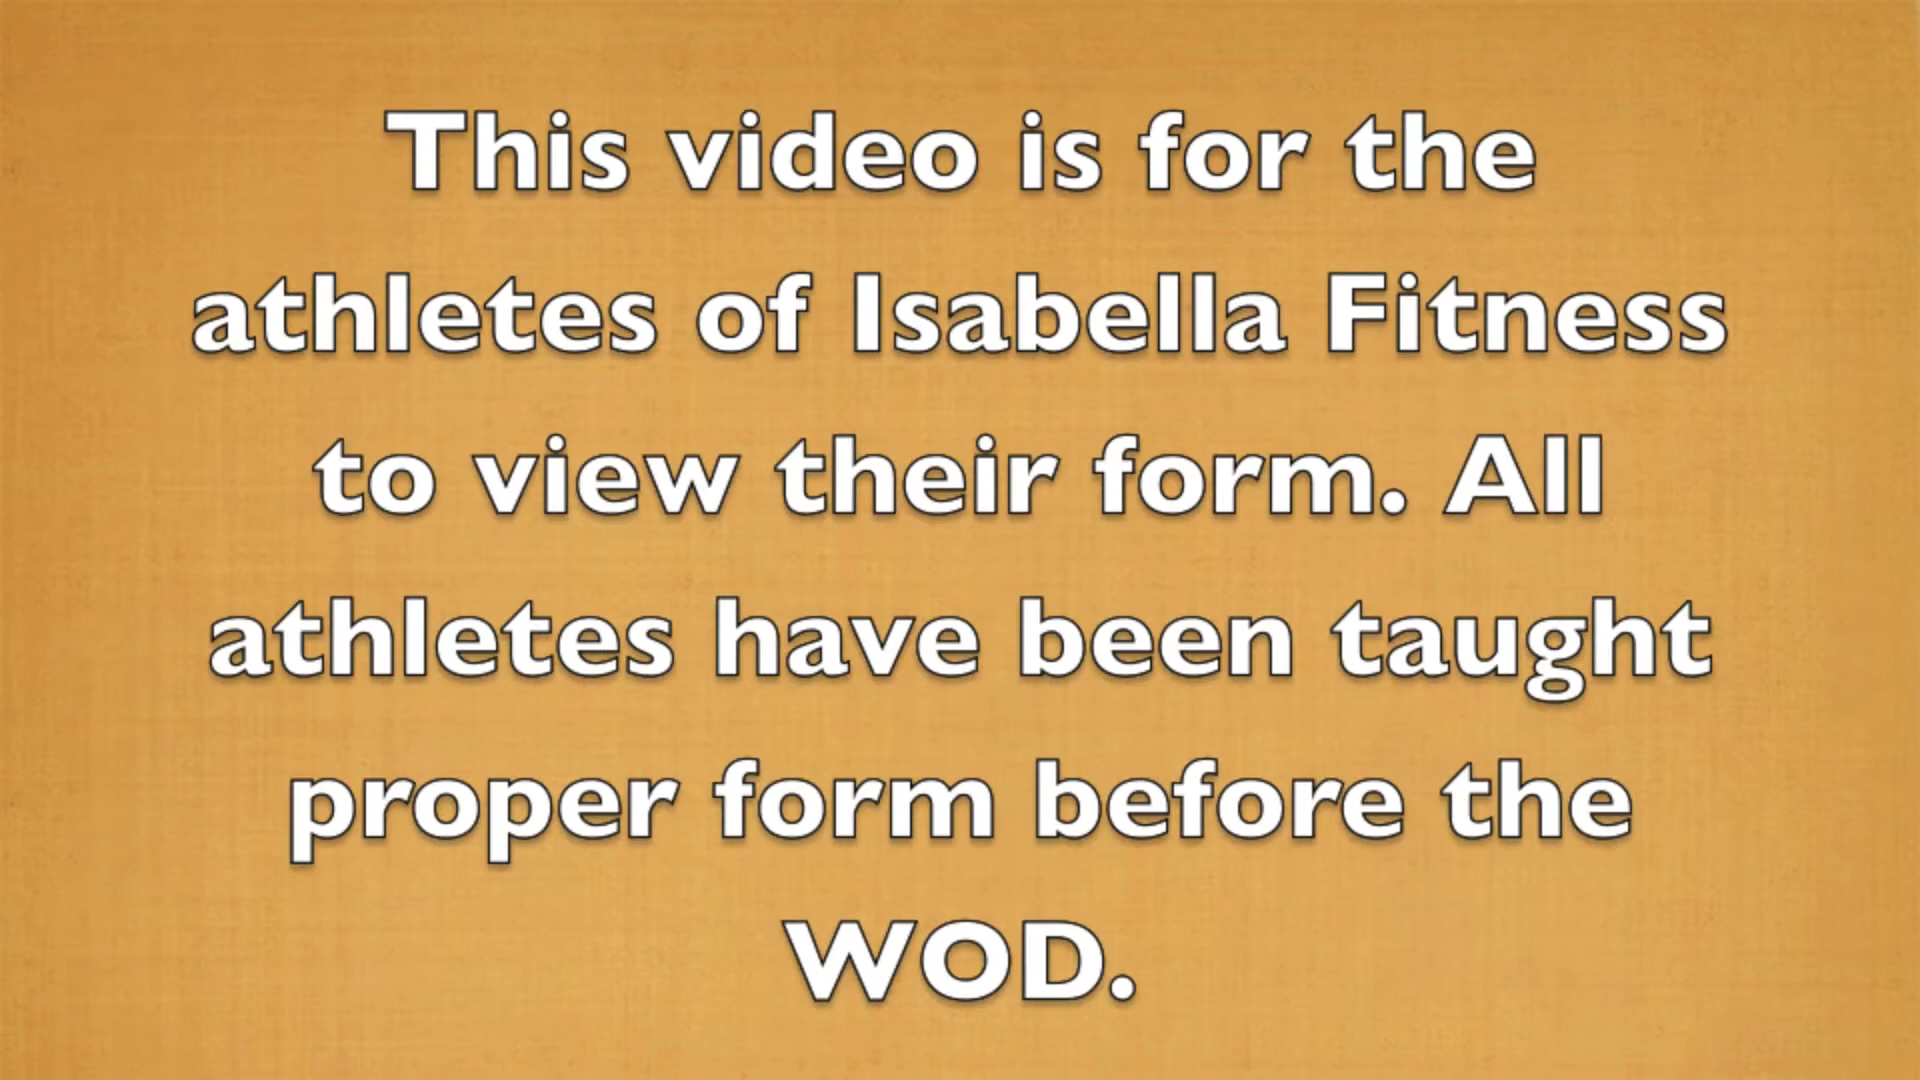 This video is for the
athletes of Isabella Fitness
to view their form. All
athletes have been taught
proper form before the
WOD.